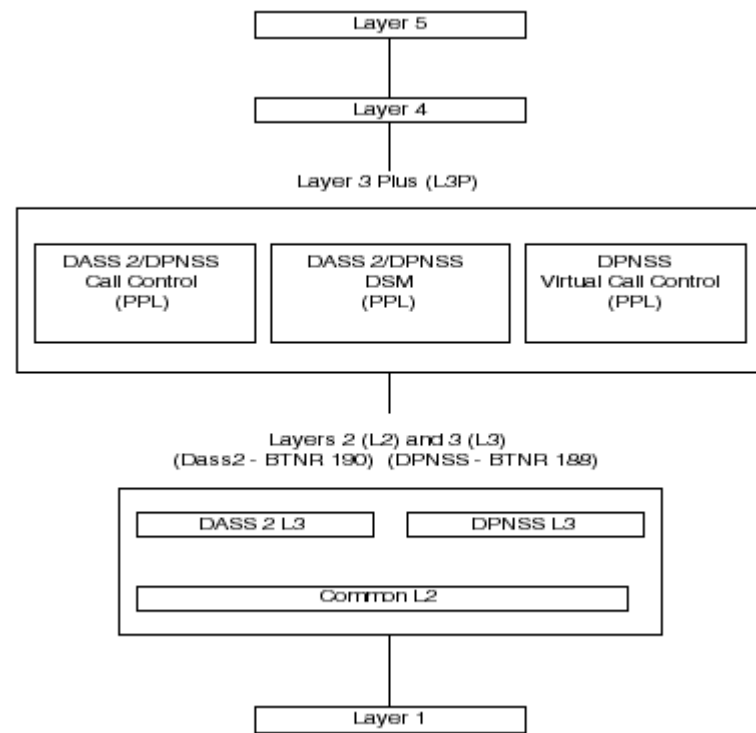 Layer 5
Layer 4
Layer 3 Plus (L3P)
DASS 2/DPNSS
Call Control
(PPL)
DASS 2/DPNSS
DSM
(PPL)
DPNSS
Virtual Call Control
(PPL)
Layers 2 (L2) and 3 (L3)
(Dass2 - BTNR 190) (DPNSS - BTNR 188)
DASS 2 L3
DPNSS L3
Common L2
Layer 1